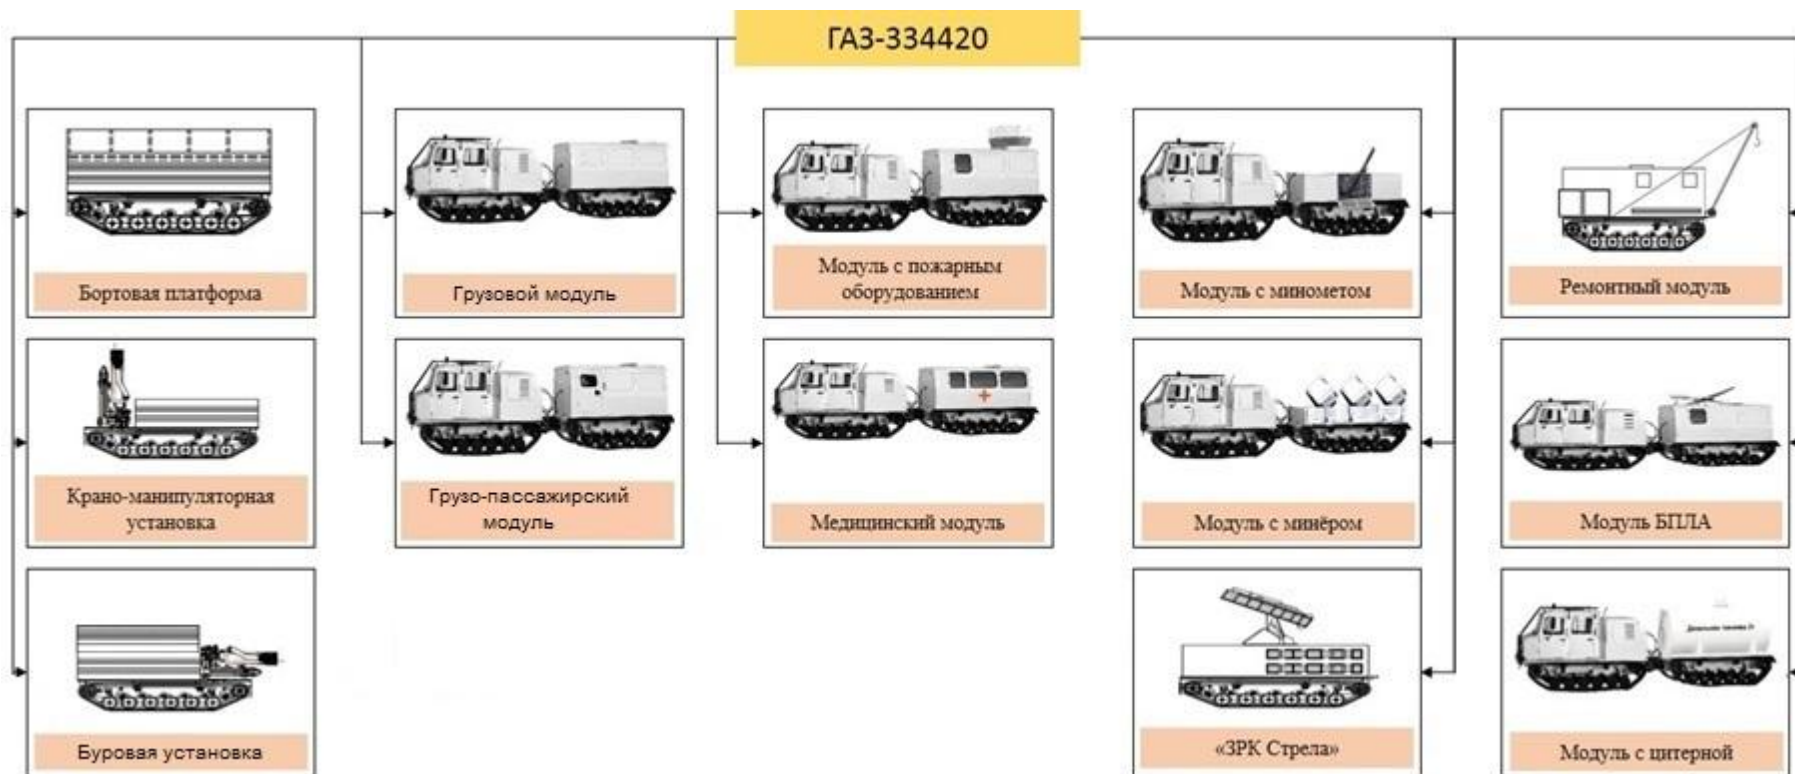 ГАЗ-334420
Бортовая платформа
Грузовой модуль
Модуль с пожарным
оборудованием
Модуль с минометом
Ремонтный модуль
Крано-манипуляторная
установка
Грузо-пассажирский
модуль
Медицинский модуль
Модуль с минёром
Модуль БПЛА
Буровая установка
«ЗРК Стрела»
Модуль с цитерной